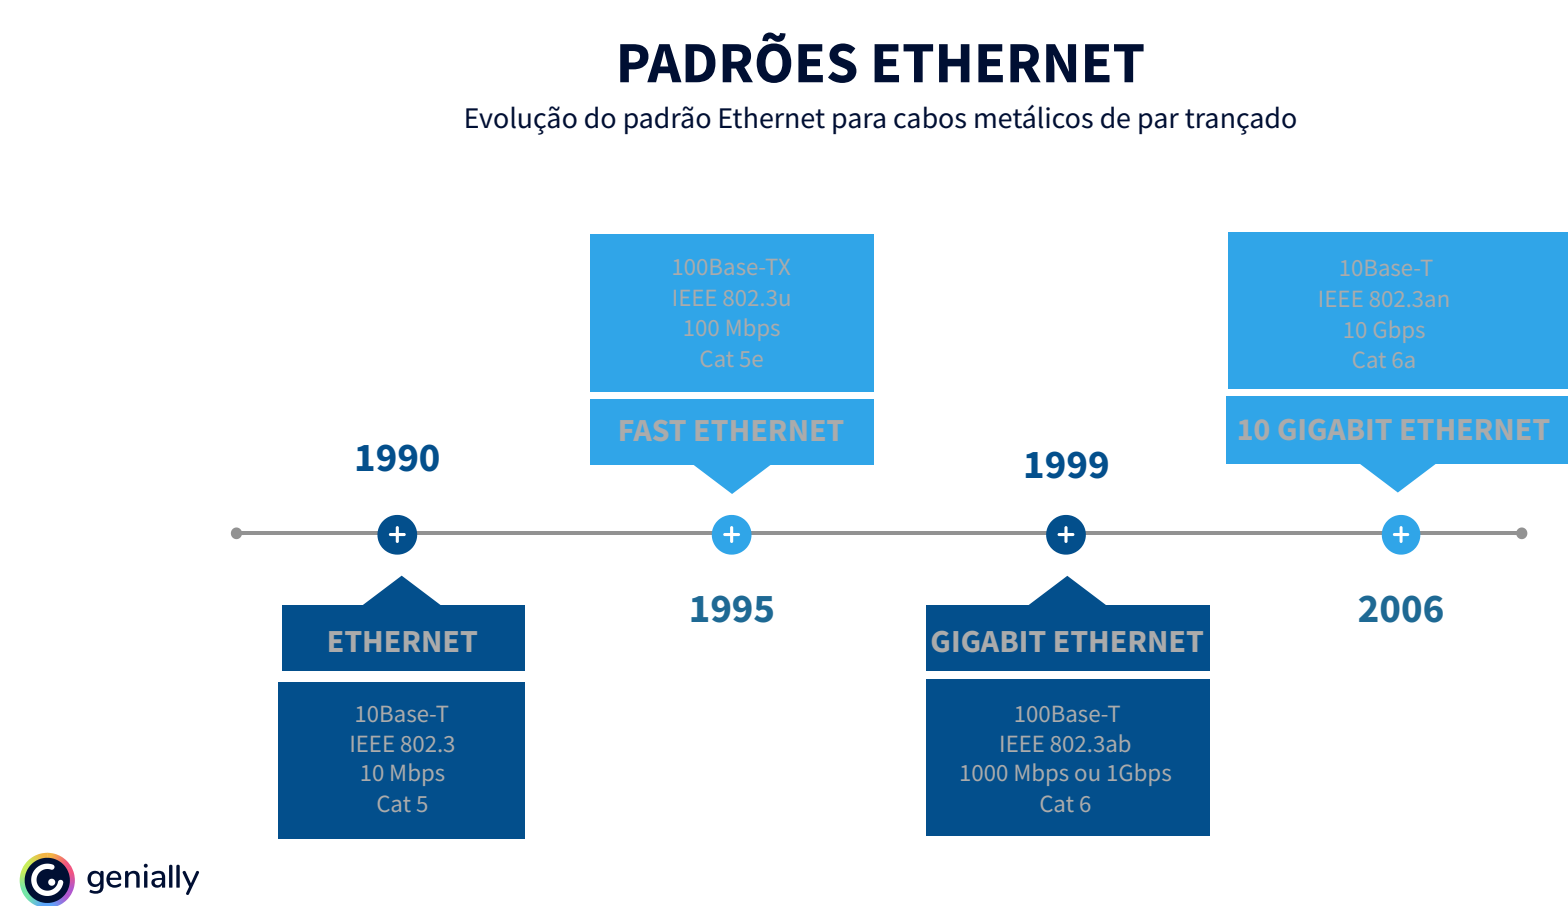 PADRÕES ETHERNET
Evolução do padrão Ethernet para cabos metálicos de par trançado
1990
ETHERNET
10Base-T
IEEE 802.3
10 Mbps
Cat 5
100Base-TX
IEEE 802.3u
100 Mbps
Cat 5e
FAST ETHERNET
1995
1999
GIGABIT ETHERNET
100Base-T
IEEE 802.3ab
1000 Mbps ou 1Gbps
Cat 6
10Base-T
IEEE 802.3an
10 Gbps
Cat 6a
10 GIGABIT ETHERNET
2006
genially